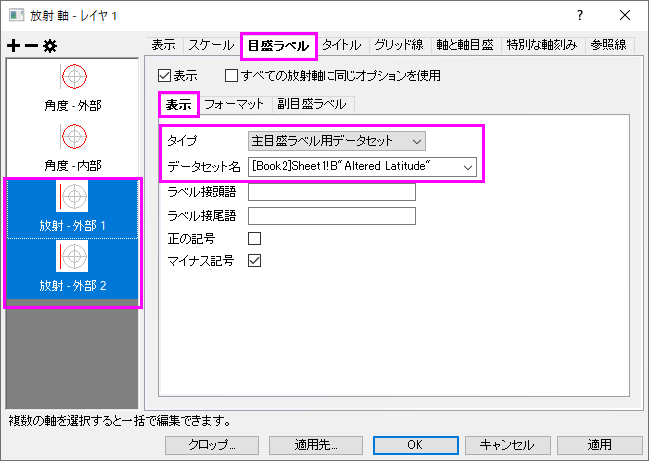 放射 軸 - レイヤ 1
表示 スケール 目盛ラベル タイトル グリッド線 軸と軸目盛 特別な軸刻み 参照線
角度 - 外部
角度 - 内部
放射 - 外部 1
放射 - 外部 2
表示 すべての放射軸に同じオプションを使用
表示 フォーマット 副目盛ラベル
タイプ 主目盛ラベル用データセット
データセット名 [Book2]Sheet1!B"Altered Latitude"
ラベル接頭語
ラベル接尾語
正の記号
マイナス記号
複数の軸を選択すると一括で編集できます。
クロップ... 適用先... OK キャンセル 適用